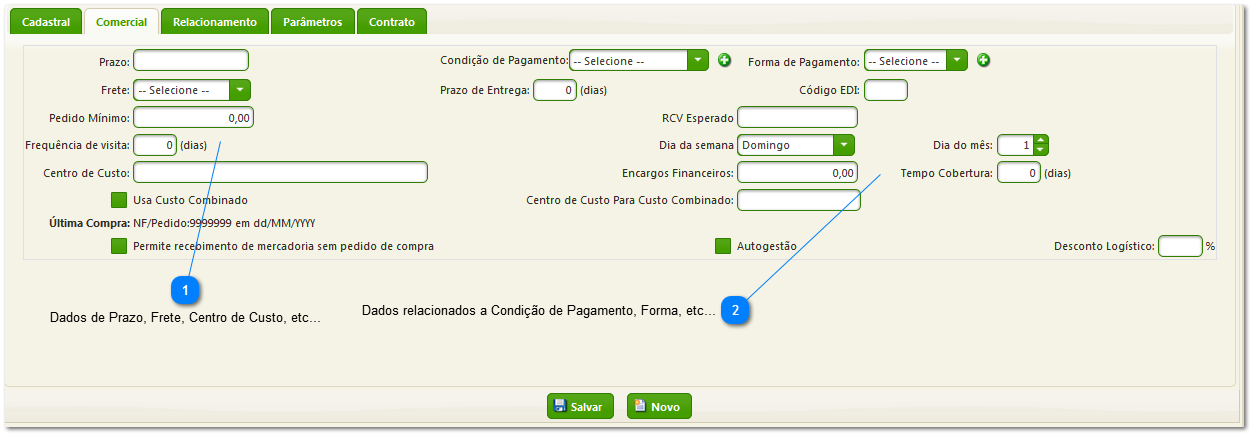 Cadastral Comercial Relacionamento Parâmetros Contrato
Prazo: Condição de Pagamento: -- Selecione -- Forma de Pagamento: -- Selecione --
Frete: -- Selecione -- Prazo de Entrega: 0 (dias) Código EDI:
Pedido Mínimo: 0,00 RCV Esperado
Frequência de visita: 0 (dias) Dia da semana Domingo Dia do mês: 1
Centro de Custo: Encargos Financeiros: 0,00 Tempo Cobertura: 0 (dias)
Usa Custo Combinado Centro de Custo Para Custo Combinado:
Última Compra: NF/Pedido:9999999 em dd/MM/YYYY
Permite recebimento de mercadoria sem pedido de compra Autogestão Desconto Logístico: %
1
Dados de Prazo, Frete, Centro de Custo, etc...
Dados relacionados a Condição de Pagamento, Forma, etc... 2
Salvar Novo